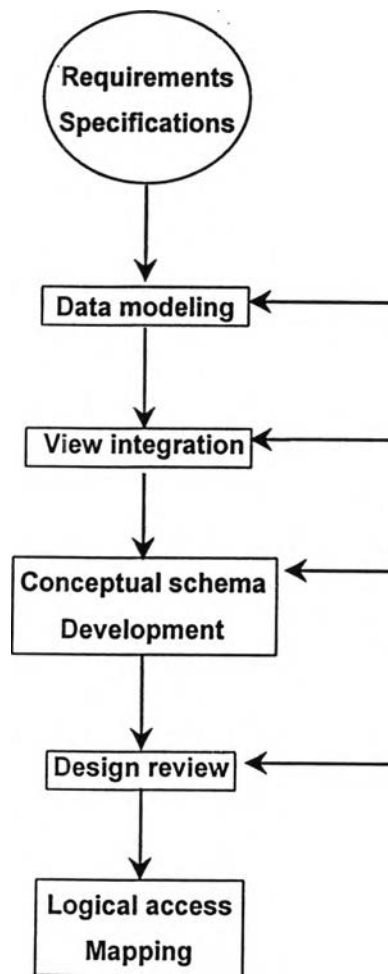 Requirements
Specifications
Data modeling
View integration
Conceptual schema
Development
Design review
Logical access
Mapping